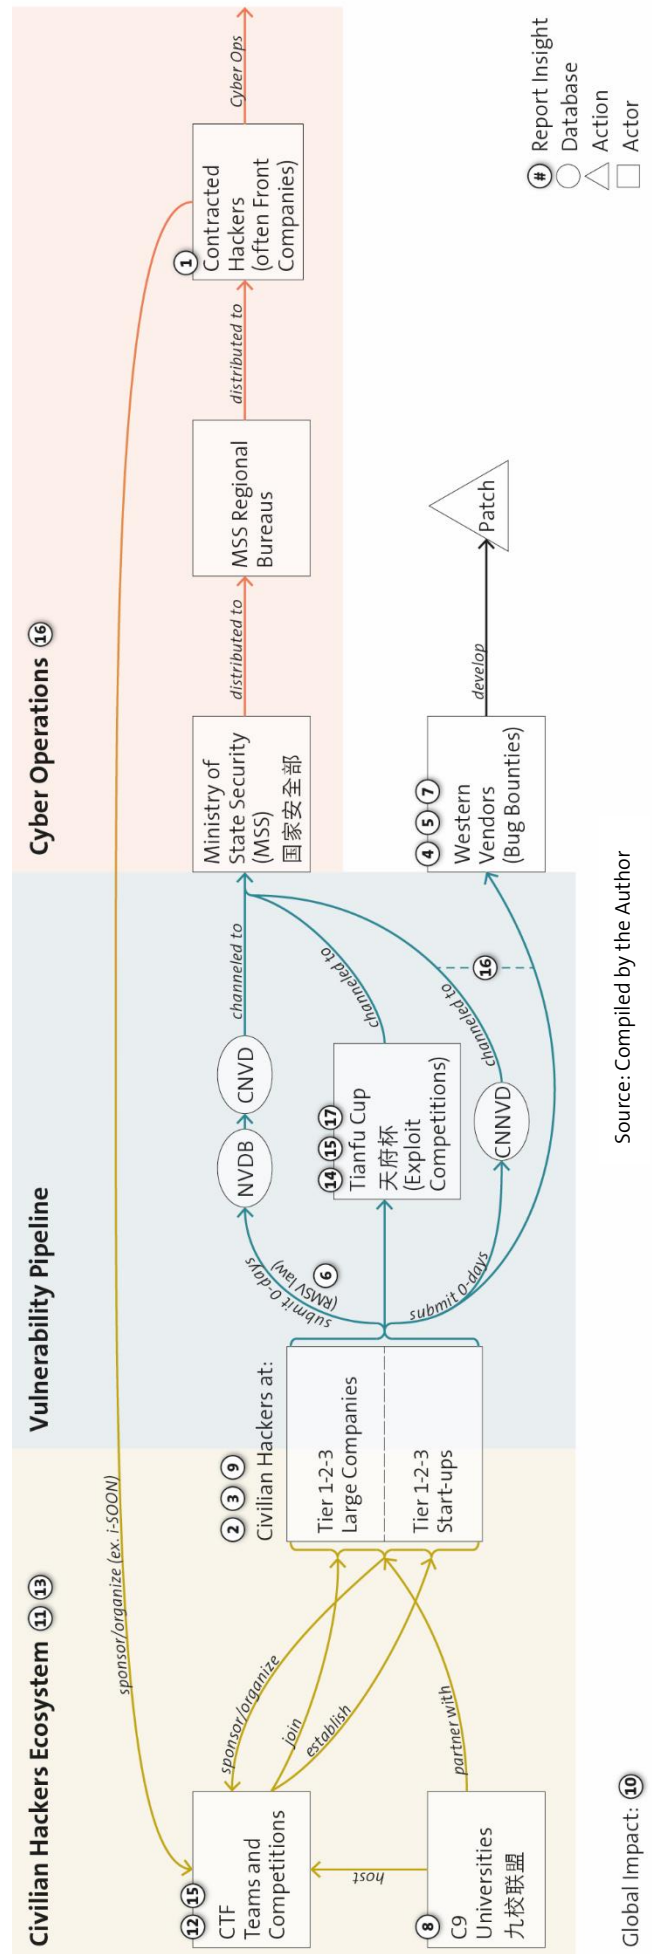 Civilian Hackers Ecosystem 11 13
Vulnerability Pipeline
Cyber Operations 16
sponsor/organize (ex. i-SOON)
12 15
CTF
Teams and
Competitions
host
8
C9
Universities
九校联盟
sponsor/organize
join
establish
partner with
2 3 9
Civilian Hackers at:
Tier 1-2-3
Large Companies
Tier 1-2-3
Start-ups
submit 0-days
(RMSV law)
6
NVDB
CNVD
channeled to
14 15 17
Tianfu Cup
天府杯
(Exploit
Competitions)
channeled to
submit 0-days
CNNVD
channeled to
16
Ministry of
State Security
(MSS)
国家安全部
distributed to
MSS Regional
Bureaus
distributed to
1
Contracted
Hackers
(often Front
Companies)
Cyber Ops
4 5 7
Western
Vendors
(Bug Bounties)
develop
Patch
# Report Insight
Database
Action
Actor
Global Impact: 10
Source: Compiled by the Author